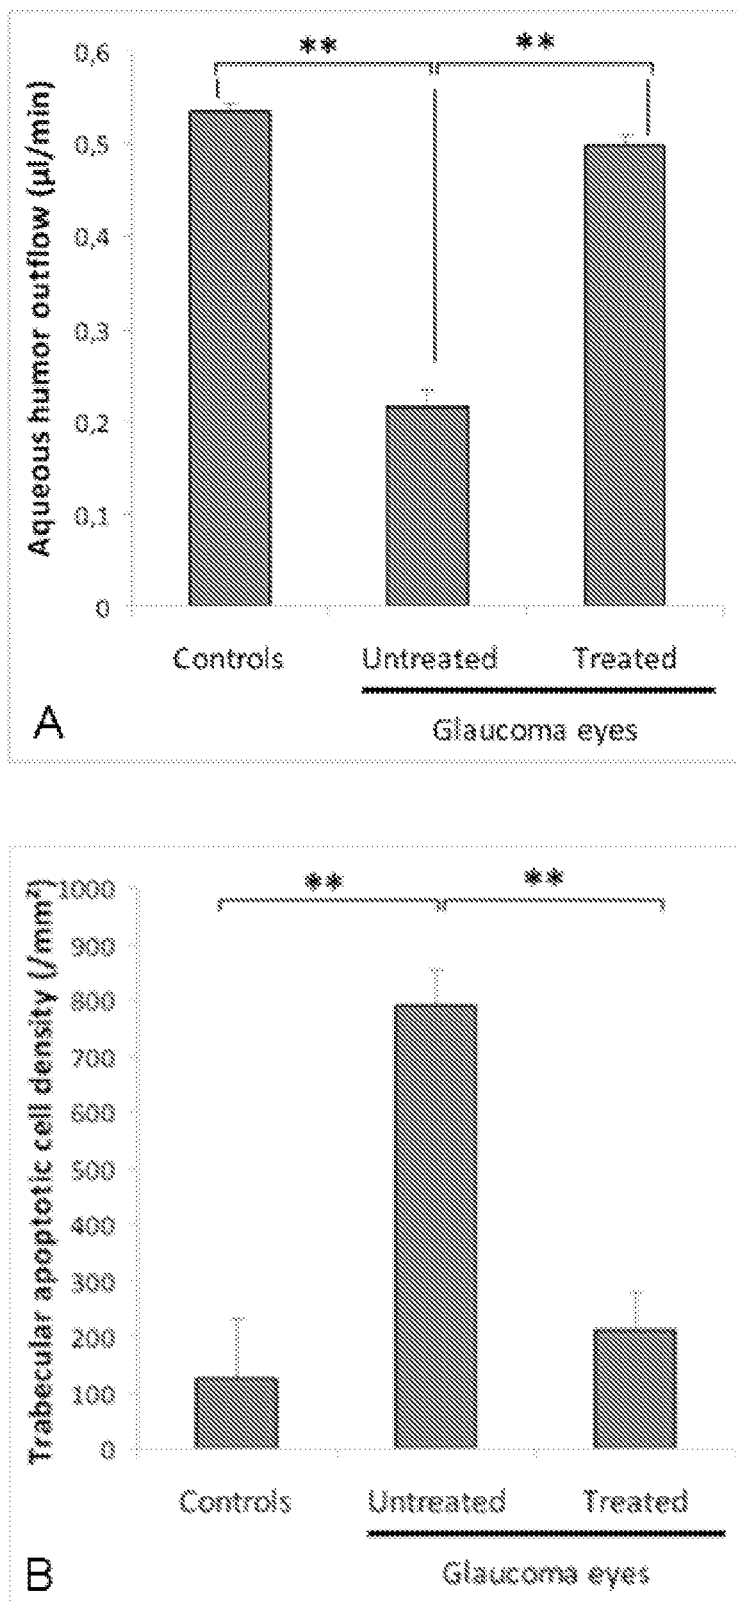 Aqueous humor outflow (µl/min)
0,6
0,5
0,4
0,3
0,2
0,1
0
** **
Controls Untreated Treated
Glaucoma eyes
A
Trabecular apoptotic cell density (/mm²)
1000
900
800
700
600
500
400
300
200
100
0
** **
Controls Untreated Treated
Glaucoma eyes
B